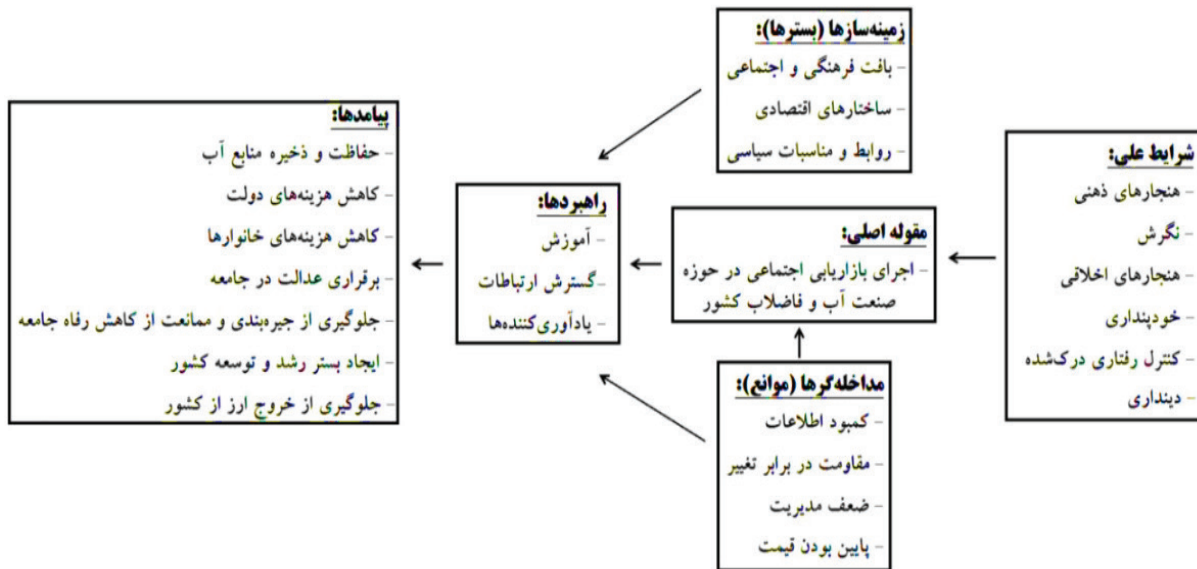 زمینه‌سازها (بسترها):
- بافت فرهنگی و اجتماعی
- ساختارهای اقتصادی
- روابط و مناسبات سیاسی
شرایط علی:
- هنجارهای ذهنی
- نگرش
- هنجارهای اخلاقی
- خودپنداری
- کنترل رفتاری درک‌شده
- دینداری
مقوله اصلی:
- اجرای بازاریابی اجتماعی در حوزه
صنعت آب و فاضلاب کشور
مداخله‌گرها (موانع):
- کمبود اطلاعات
- مقاومت در برابر تغییر
- ضعف مدیریت
- پایین بودن قیمت
راهبردها:
- آموزش
- گسترش ارتباطات
- یادآوری‌کننده‌ها
پیامدها:
- حفاظت و ذخیره منابع آب
- کاهش هزینه‌های دولت
- کاهش هزینه‌های خانوارها
- برقراری عدالت در جامعه
- جلوگیری از جیره‌بندی و ممانعت از کاهش رفاه جامعه
- ایجاد بستر رشد و توسعه کشور
- جلوگیری از خروج ارز از کشور